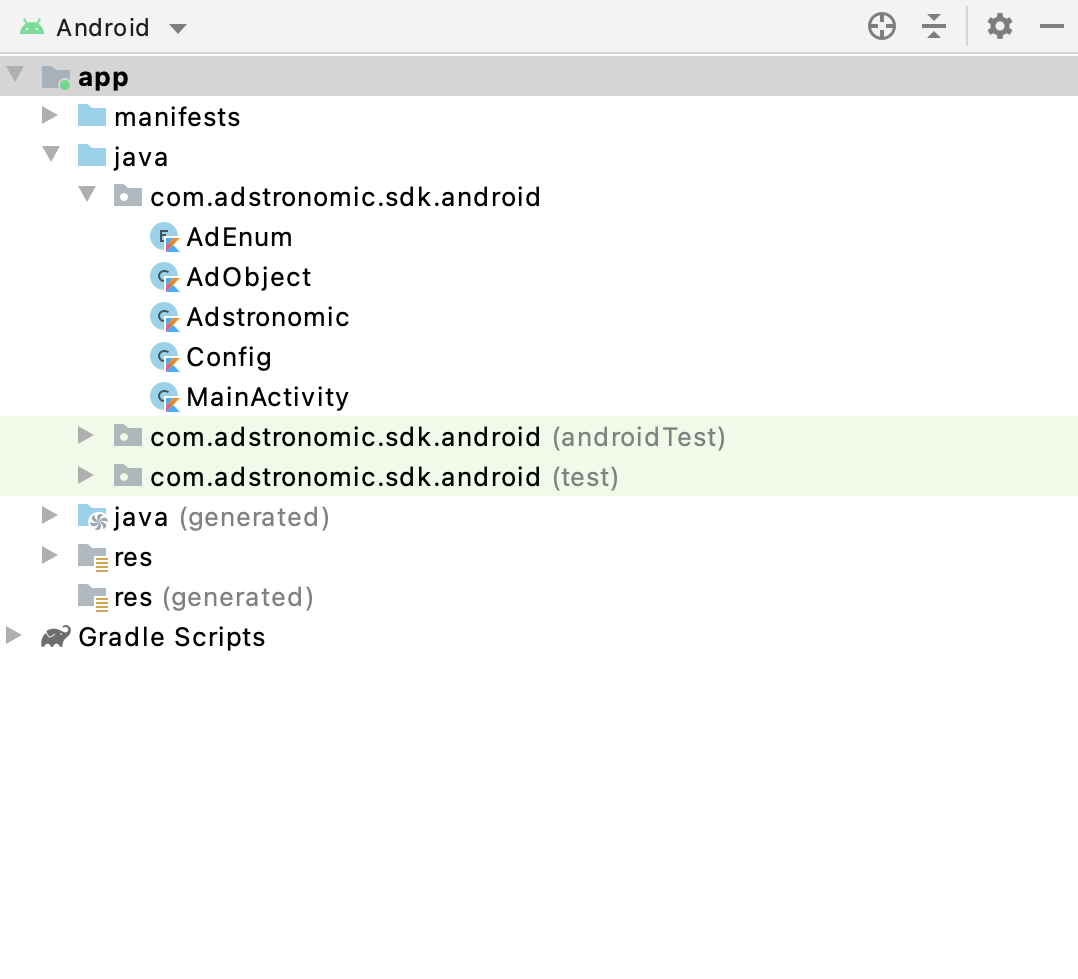 Android
app
manifests
java
com.adstronomic.sdk.android
E AdEnum
C AdObject
C Adstronomic
C Config
C MainActivity
com.adstronomic.sdk.android (androidTest)
com.adstronomic.sdk.android (test)
java (generated)
res
res (generated)
Gradle Scripts